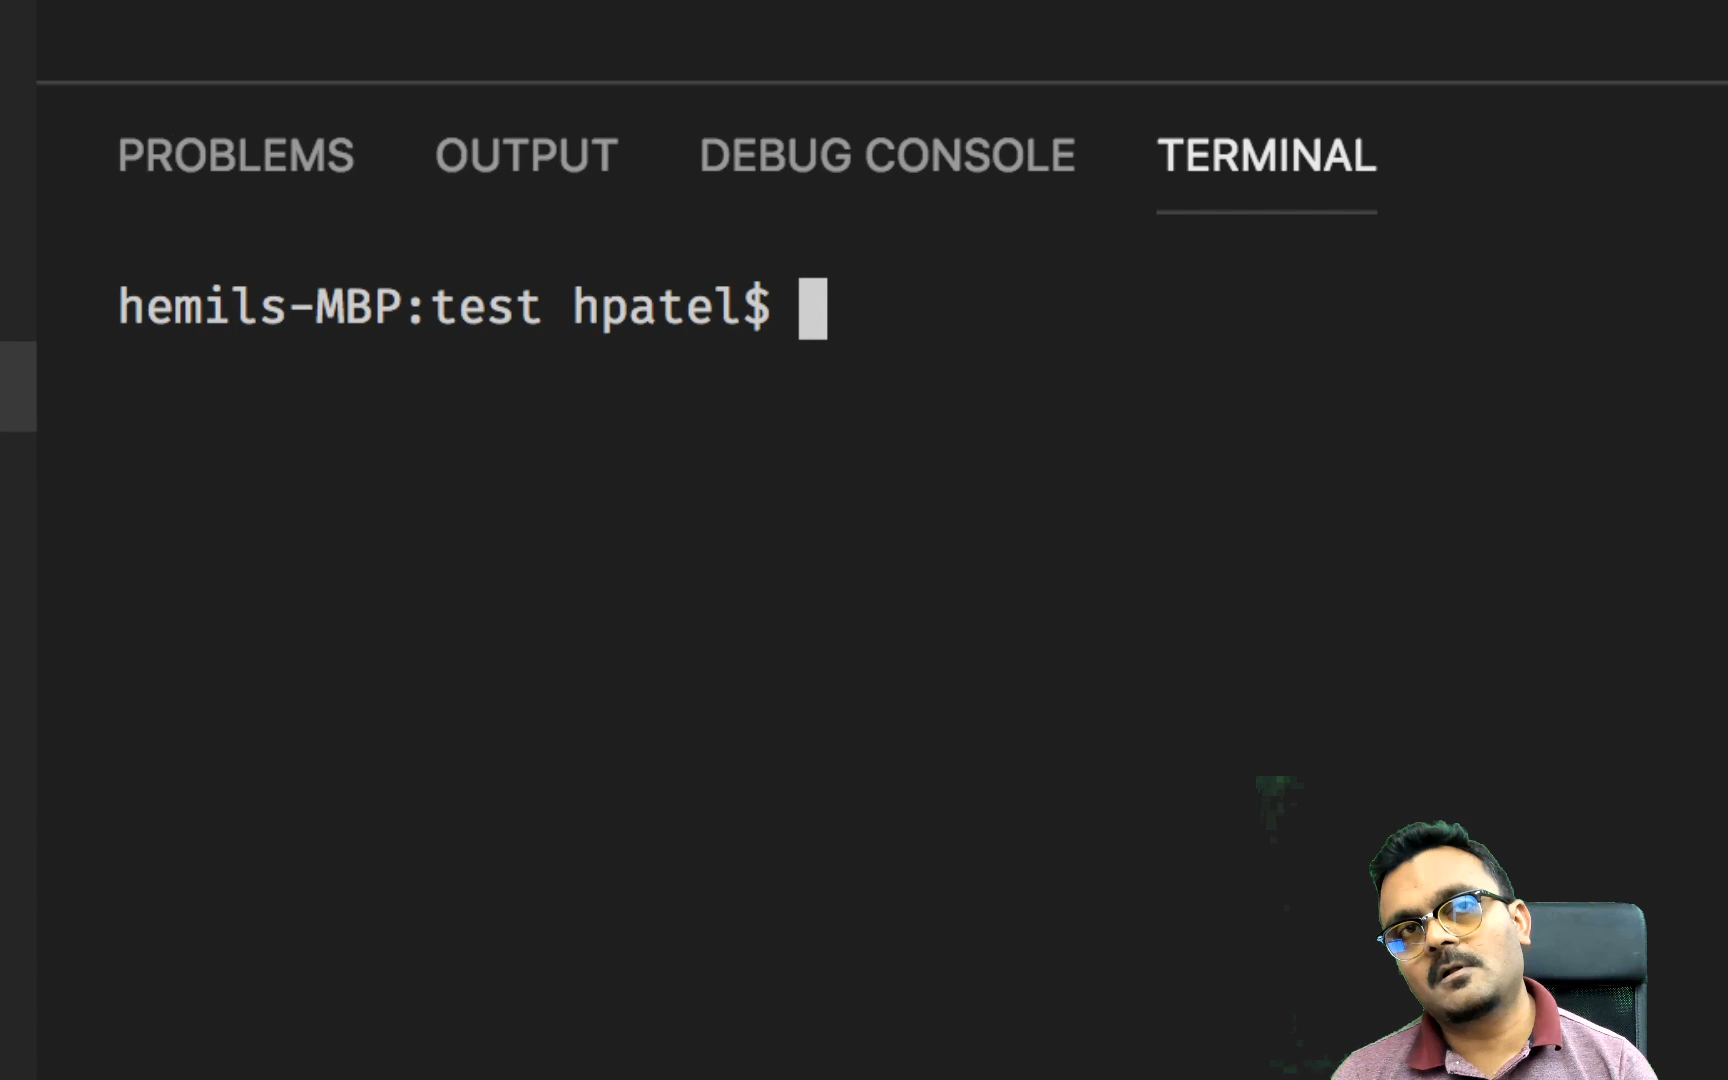 PROBLEMS OUTPUT DEBUG CONSOLE TERMINAL
hemils-MBP:test hpatel$